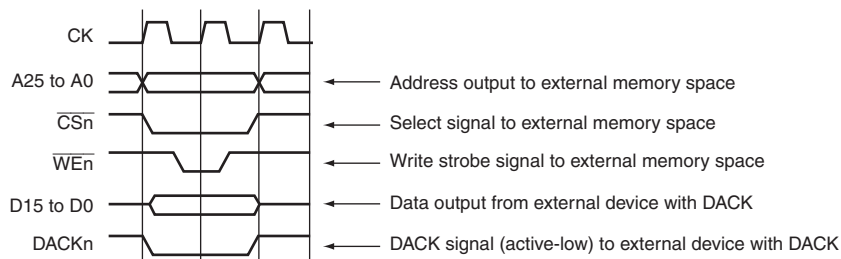 CK
A25 to A0 Address output to external memory space
CSn Select signal to external memory space
WEn Write strobe signal to external memory space
D15 to D0 Data output from external device with DACK
DACKn DACK signal (active-low) to external device with DACK